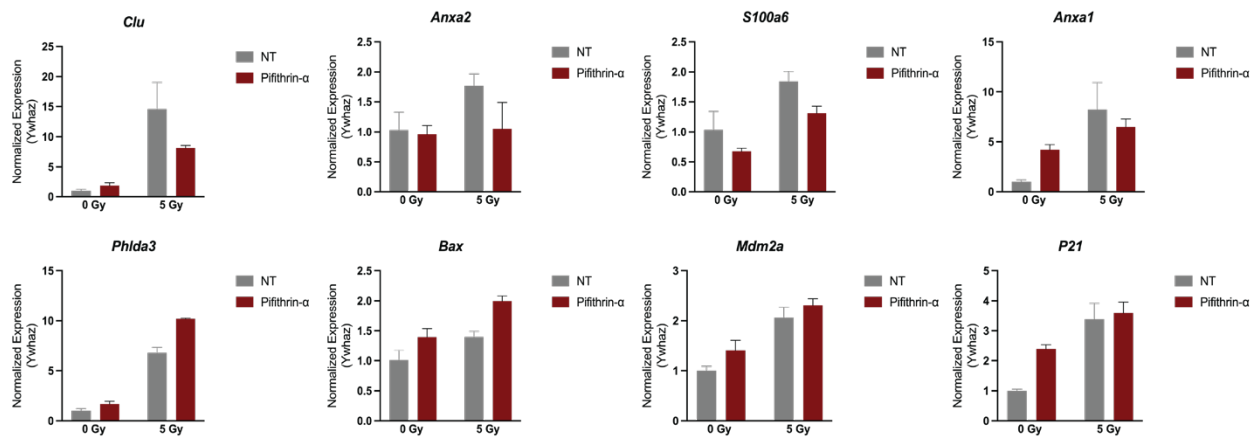 Clu
Normalized Expression
(Ywhaz)
25
20
15
10
5
0
0 Gy
5 Gy
NT
Pifithrin-α
Anxa2
Normalized Expression
(Ywhaz)
2.5
2.0
1.5
1.0
0.5
0.0
0 Gy
5 Gy
NT
Pifithrin-α
S100a6
Normalized Expression
(Ywhaz)
2.5
2.0
1.5
1.0
0.5
0.0
0 Gy
5 Gy
NT
Pifithrin-α
Anxa1
Normalized Expression
(Ywhaz)
15
10
5
0
0 Gy
5 Gy
NT
Pifithrin-α
Phlda3
Normalized Expression
(Ywhaz)
15
10
5
0
0 Gy
5 Gy
NT
Pifithrin-α
Bax
Normalized Expression
(Ywhaz)
2.5
2.0
1.5
1.0
0.5
0.0
0 Gy
5 Gy
NT
Pifithrin-α
Mdm2a
Normalized Expression
(Ywhaz)
3
2
1
0
0 Gy
5 Gy
NT
Pifithrin-α
P21
Normalized Expression
(Ywhaz)
5
4
3
2
1
0
0 Gy
5 Gy
NT
Pifithrin-α